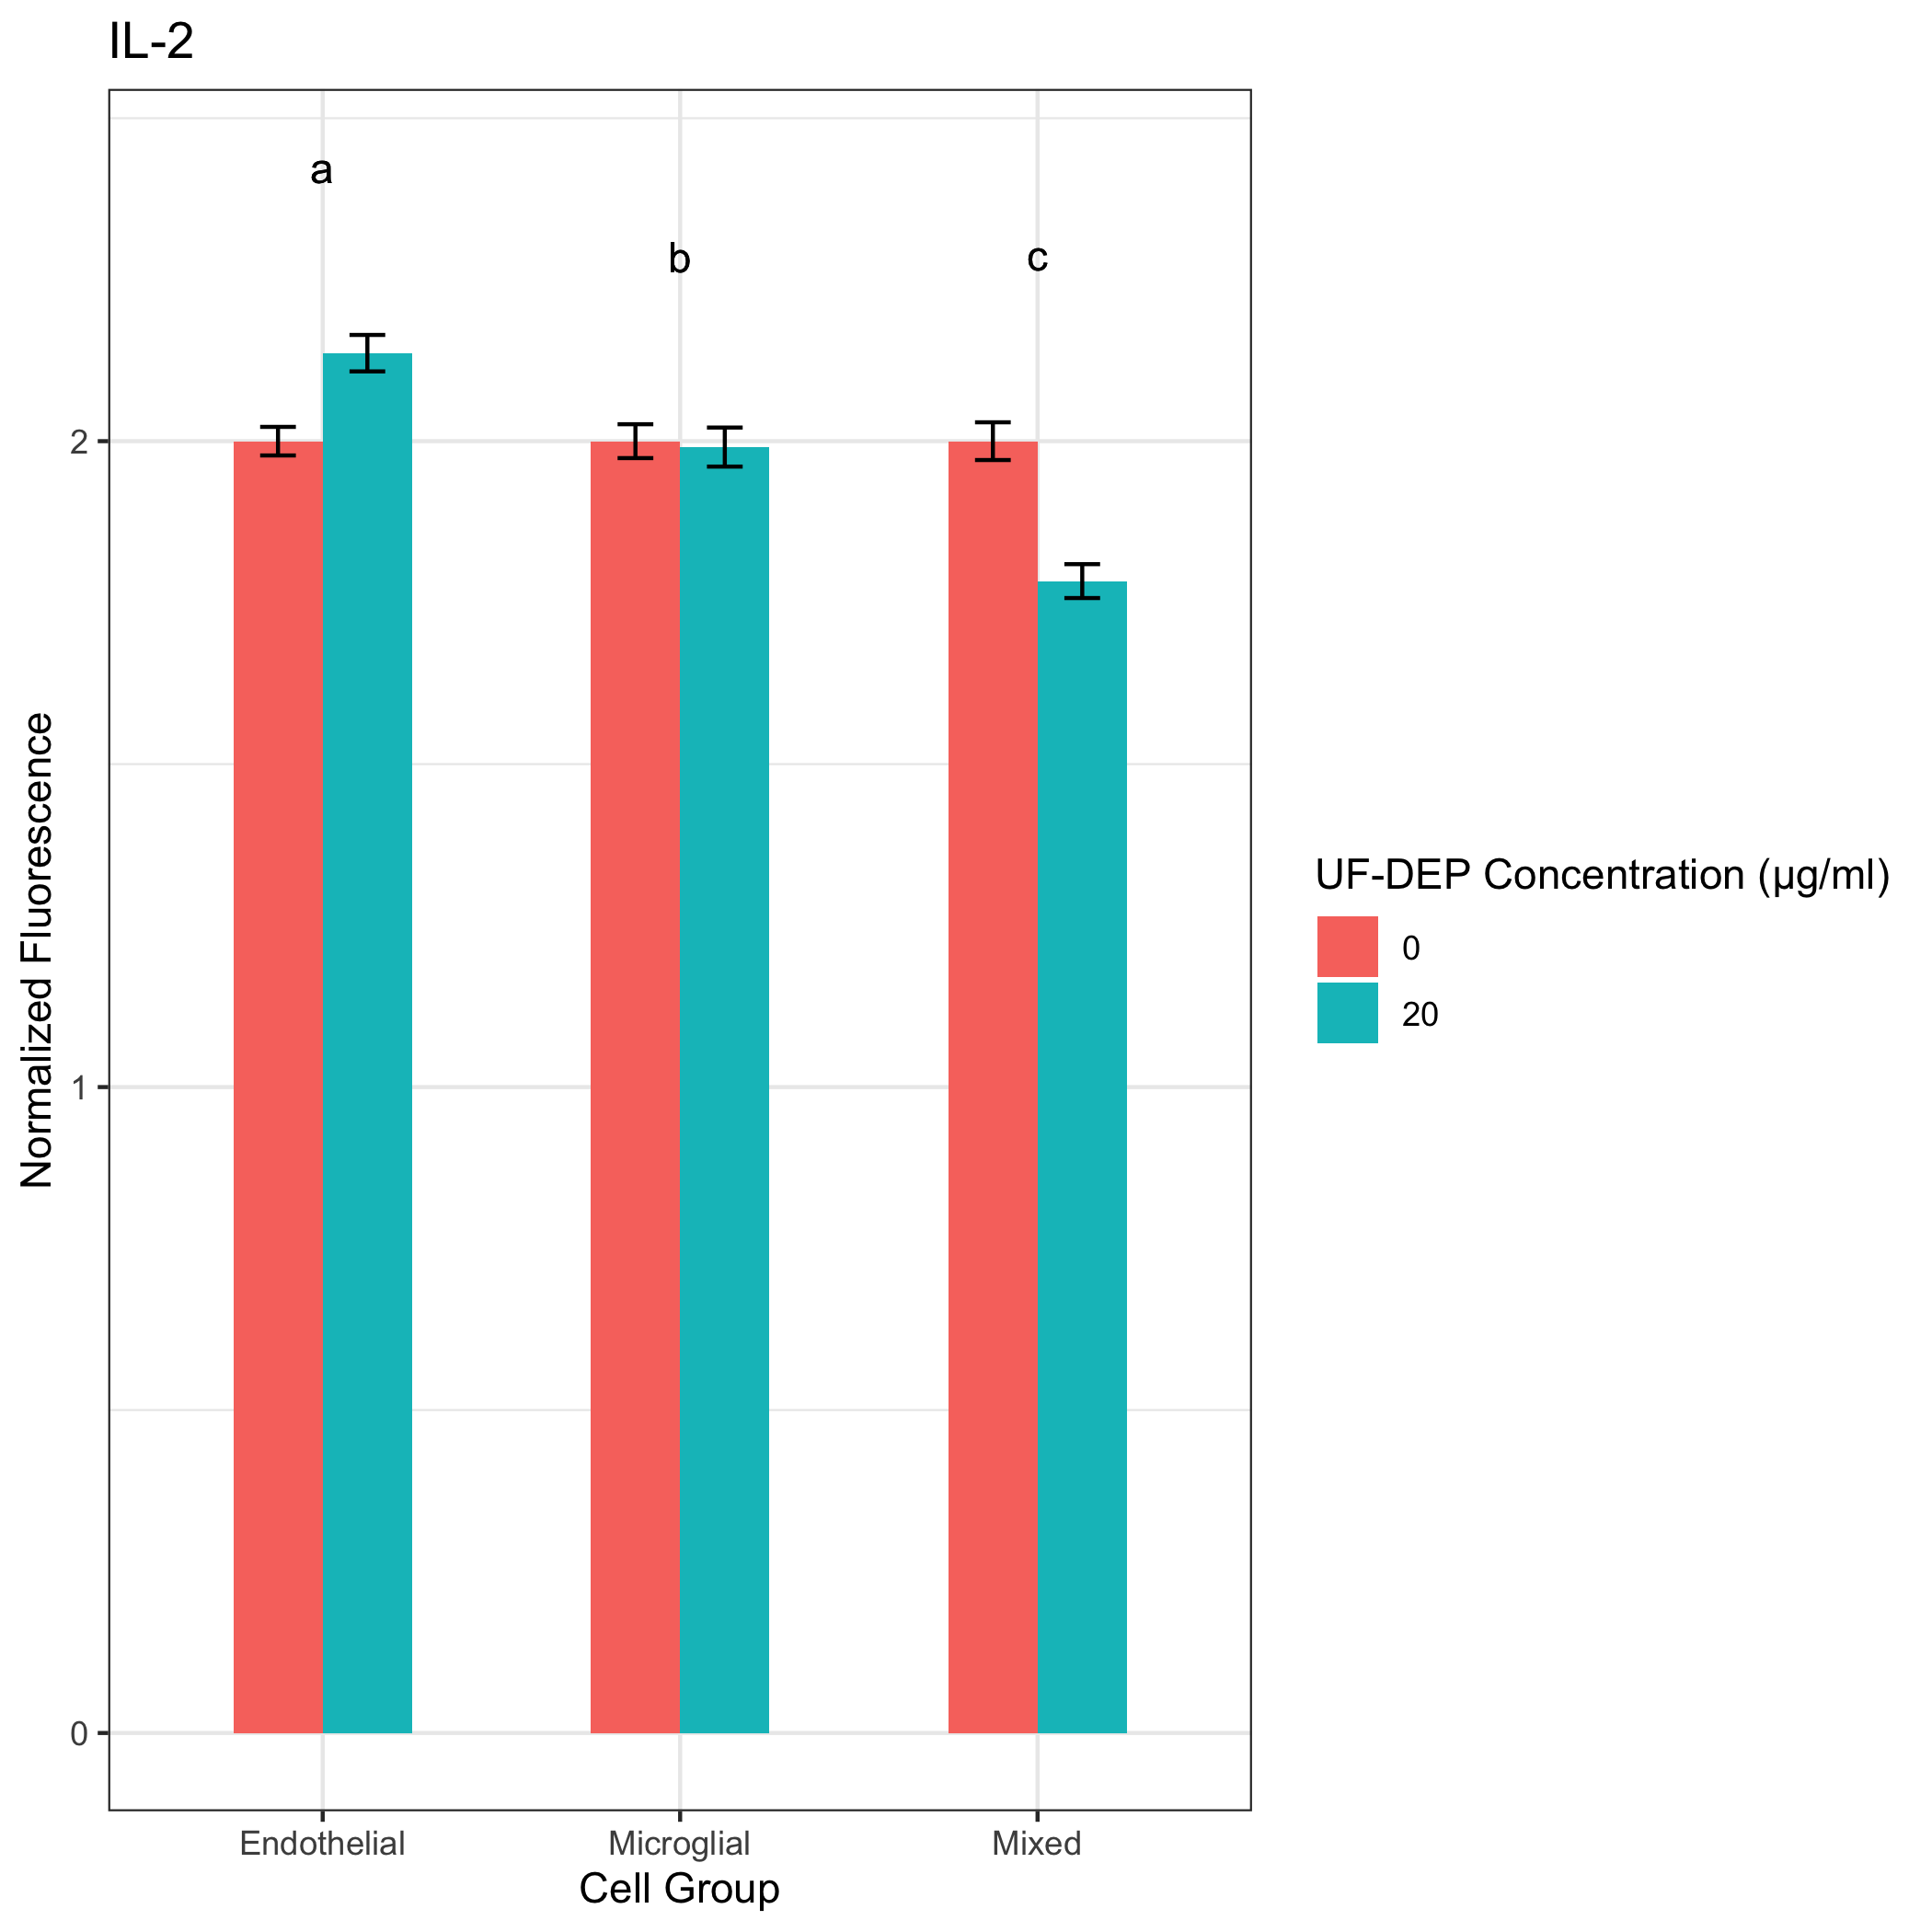 IL-2
a
b
c
2
1
0
Normalized Fluorescence
Endothelial
Microglial
Mixed
Cell Group
UF-DEP Concentration (µg/ml)
0
20